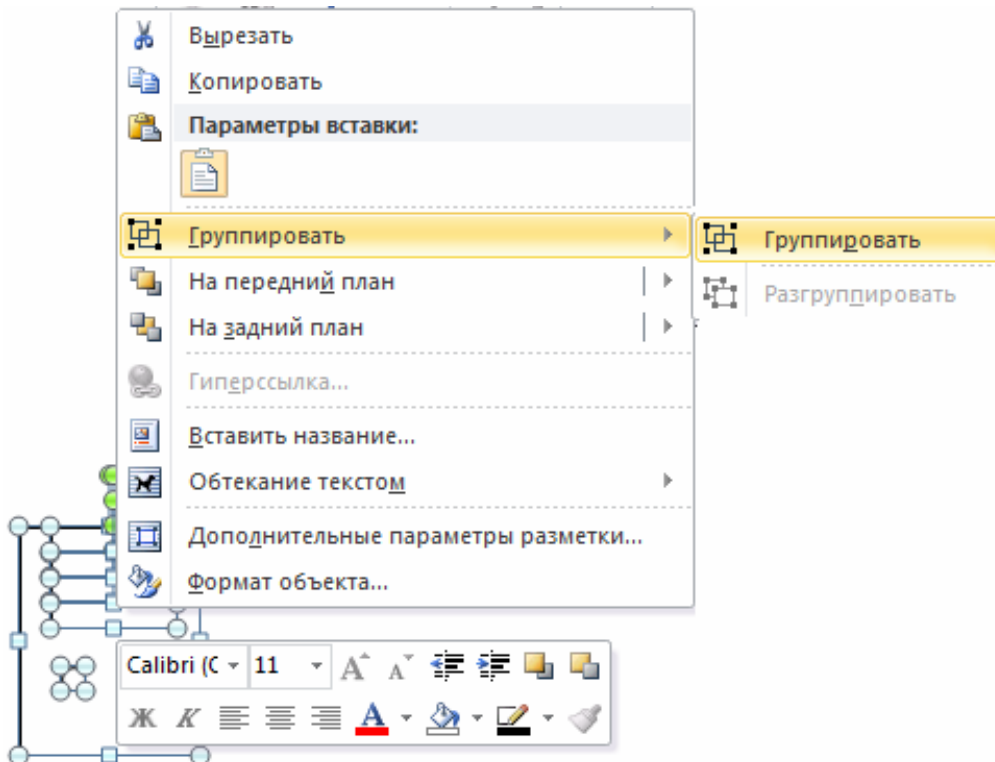 Вырезать
Копировать
Параметры вставки:
Группировать
Группировать
На передний план
Разгруппировать
На задний план
Гиперссылка...
Вставить название...
Обтекание текстом
Дополнительные параметры разметки...
Формат объекта...
Calibri (С 11 A A
Ж К A